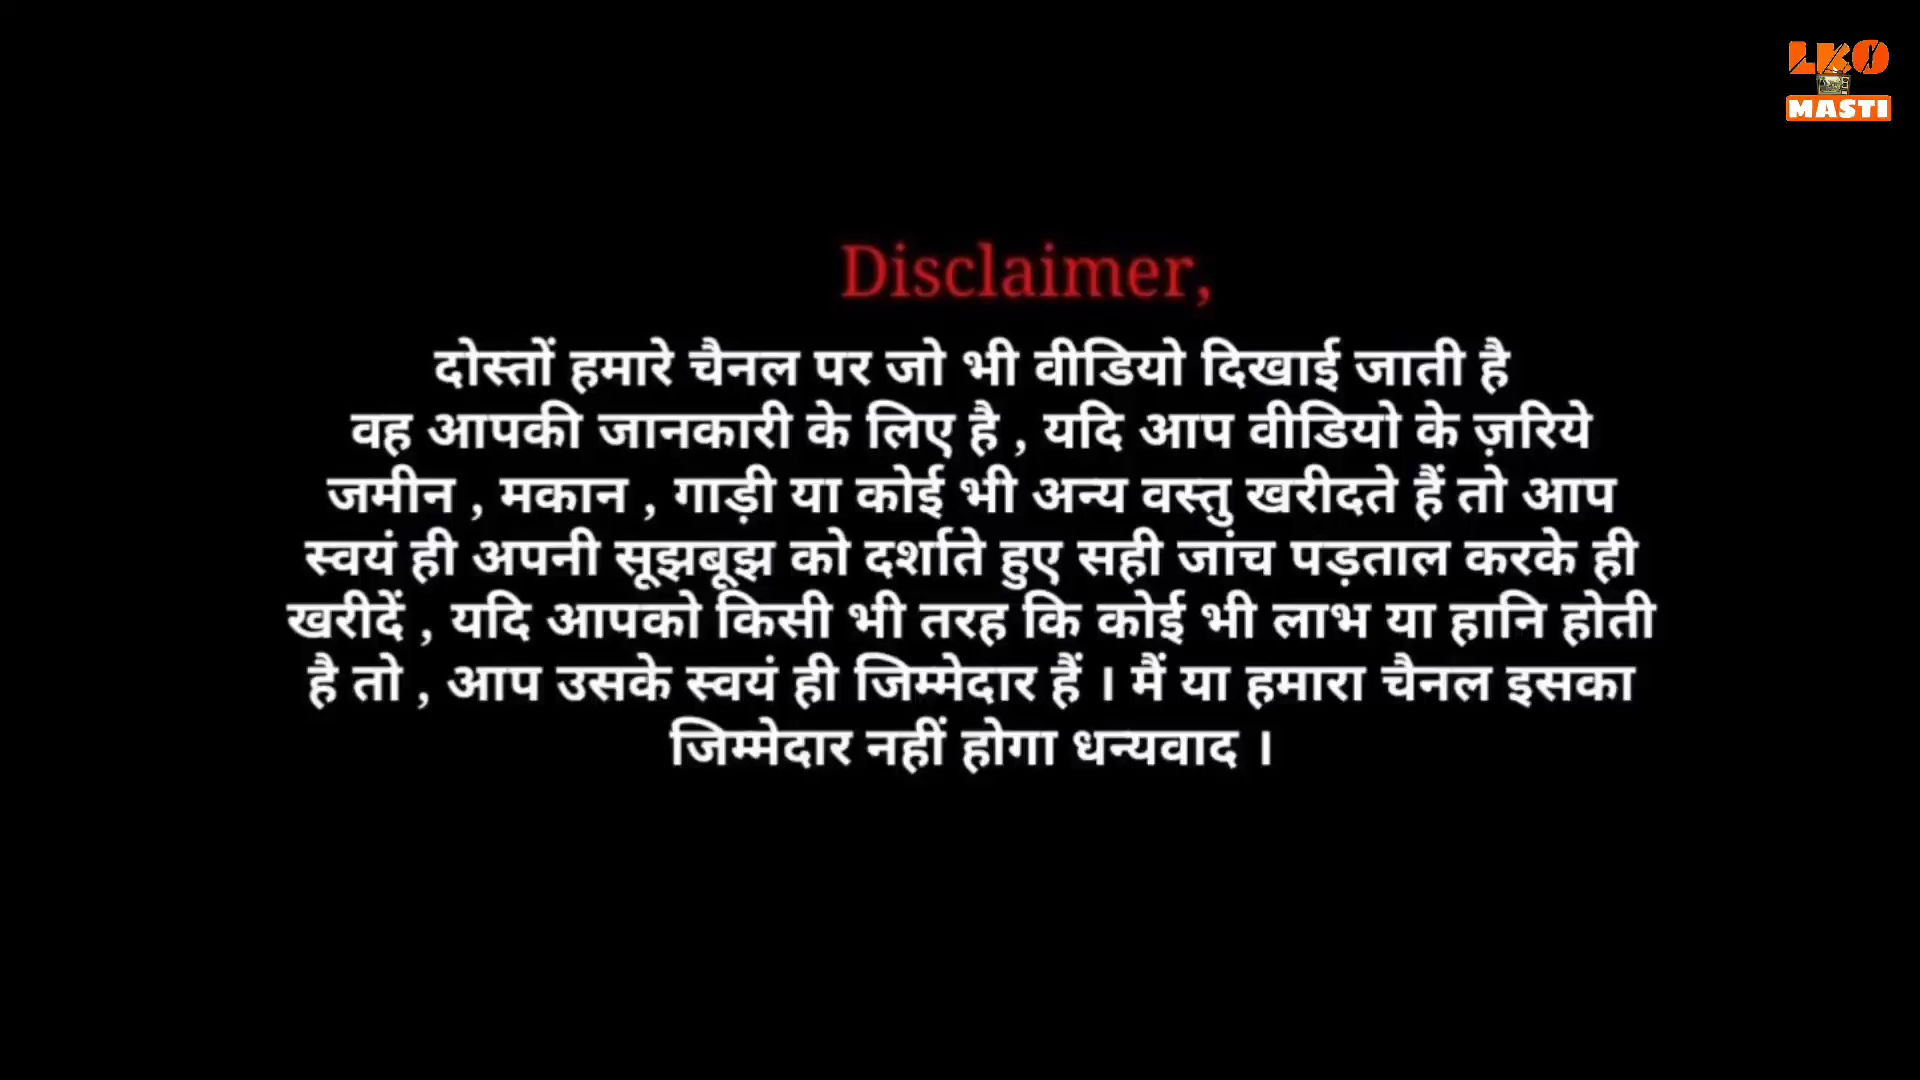 LKO
MASTI
Disclaimer,
दोस्तों हमारे चैनल पर जो भी वीडियो दिखाई जाती है
वह आपकी जानकारी के लिए है , यदि आप वीडियो के ज़रिये
जमीन , मकान , गाड़ी या कोई भी अन्य वस्तु खरीदते हैं तो आप
स्वयं ही अपनी सूझबूझ को दर्शाते हुए सही जांच पड़ताल करके ही
खरीदें , यदि आपको किसी भी तरह कि कोई भी लाभ या हानि होती
है तो , आप उसके स्वयं ही जिम्मेदार हैं । मैं या हमारा चैनल इसका
जिम्मेदार नहीं होगा धन्यवाद ।